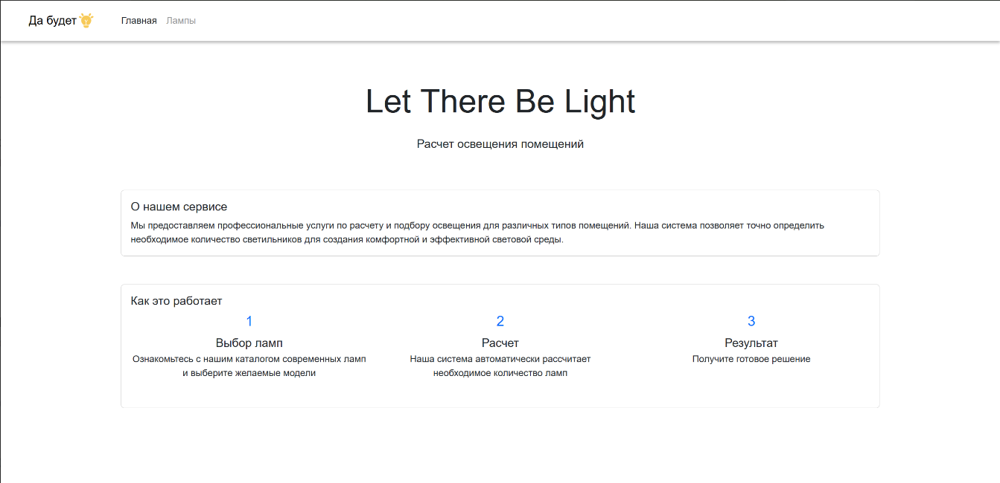 Да будет
Главная Лампы
Let There Be Light
Расчет освещения помещений
О нашем сервисе
Мы предоставляем профессиональные услуги по расчету и подбору освещения для различных типов помещений. Наша система позволяет точно определить
необходимое количество светильников для создания комфортной и эффективной световой среды.
Как это работает
1
Выбор ламп
Ознакомьтесь с нашим каталогом современных ламп
и выберите желаемые модели
2
Расчет
Наша система автоматически рассчитает
необходимое количество ламп
3
Результат
Получите готовое решение